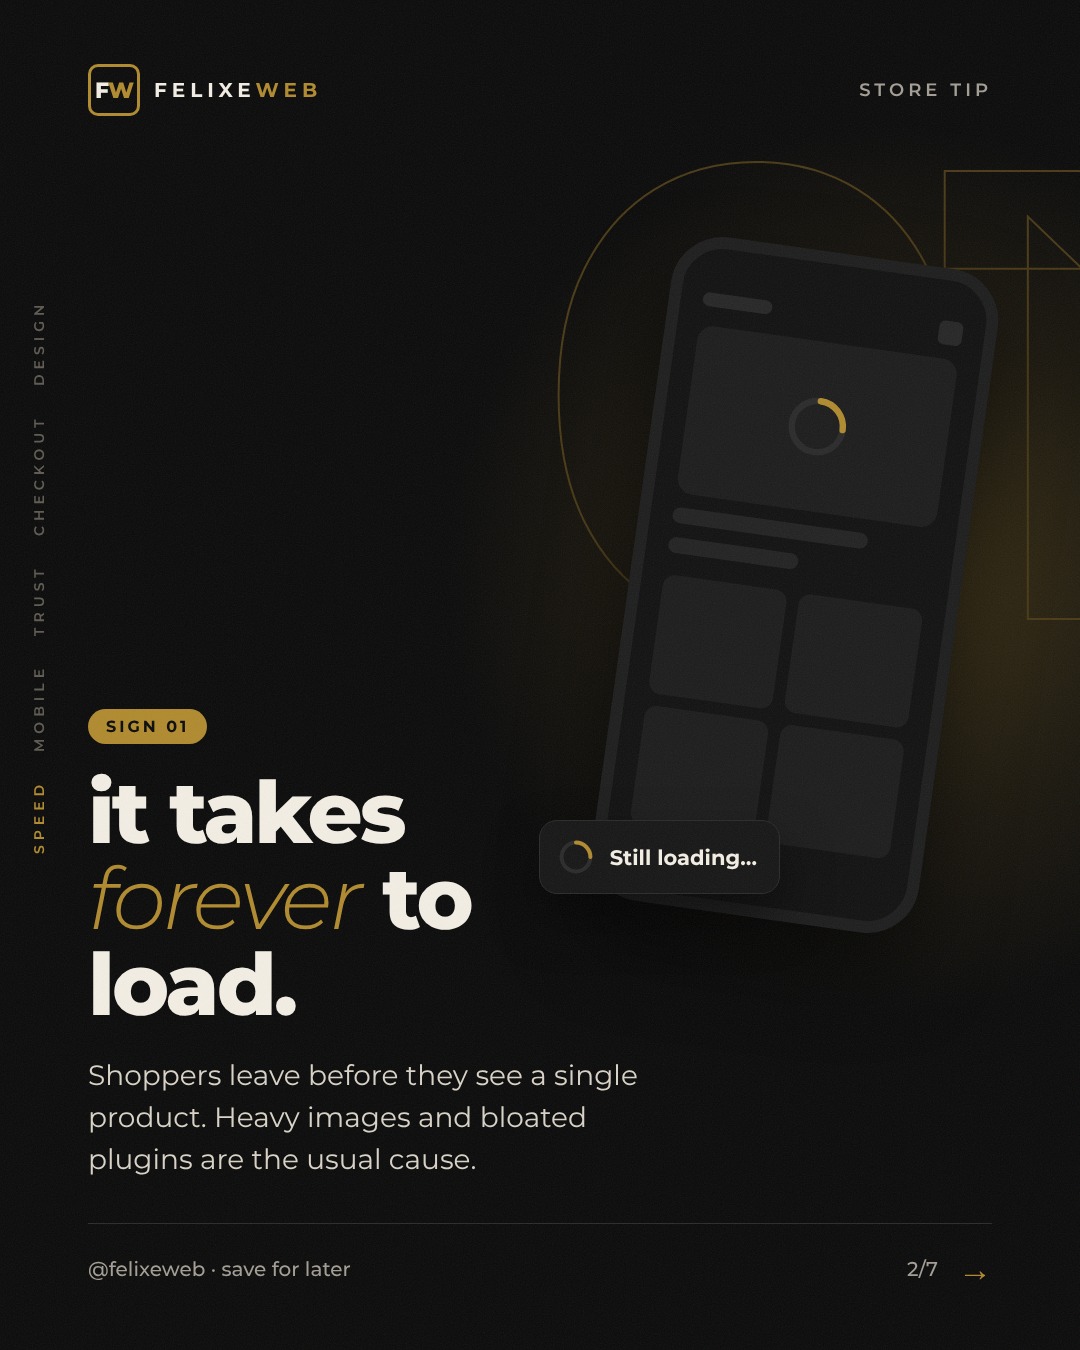 FW FELIXEWEB
STORE TIP
01
DESIGN
CHECKOUT
TRUST
MOBILE
SPEED
SIGN 01
it takes
forever to
load.
Still loading...
Shoppers leave before they see a single
product. Heavy images and bloated
plugins are the usual cause.
@felixeweb · save for later
2/7 →